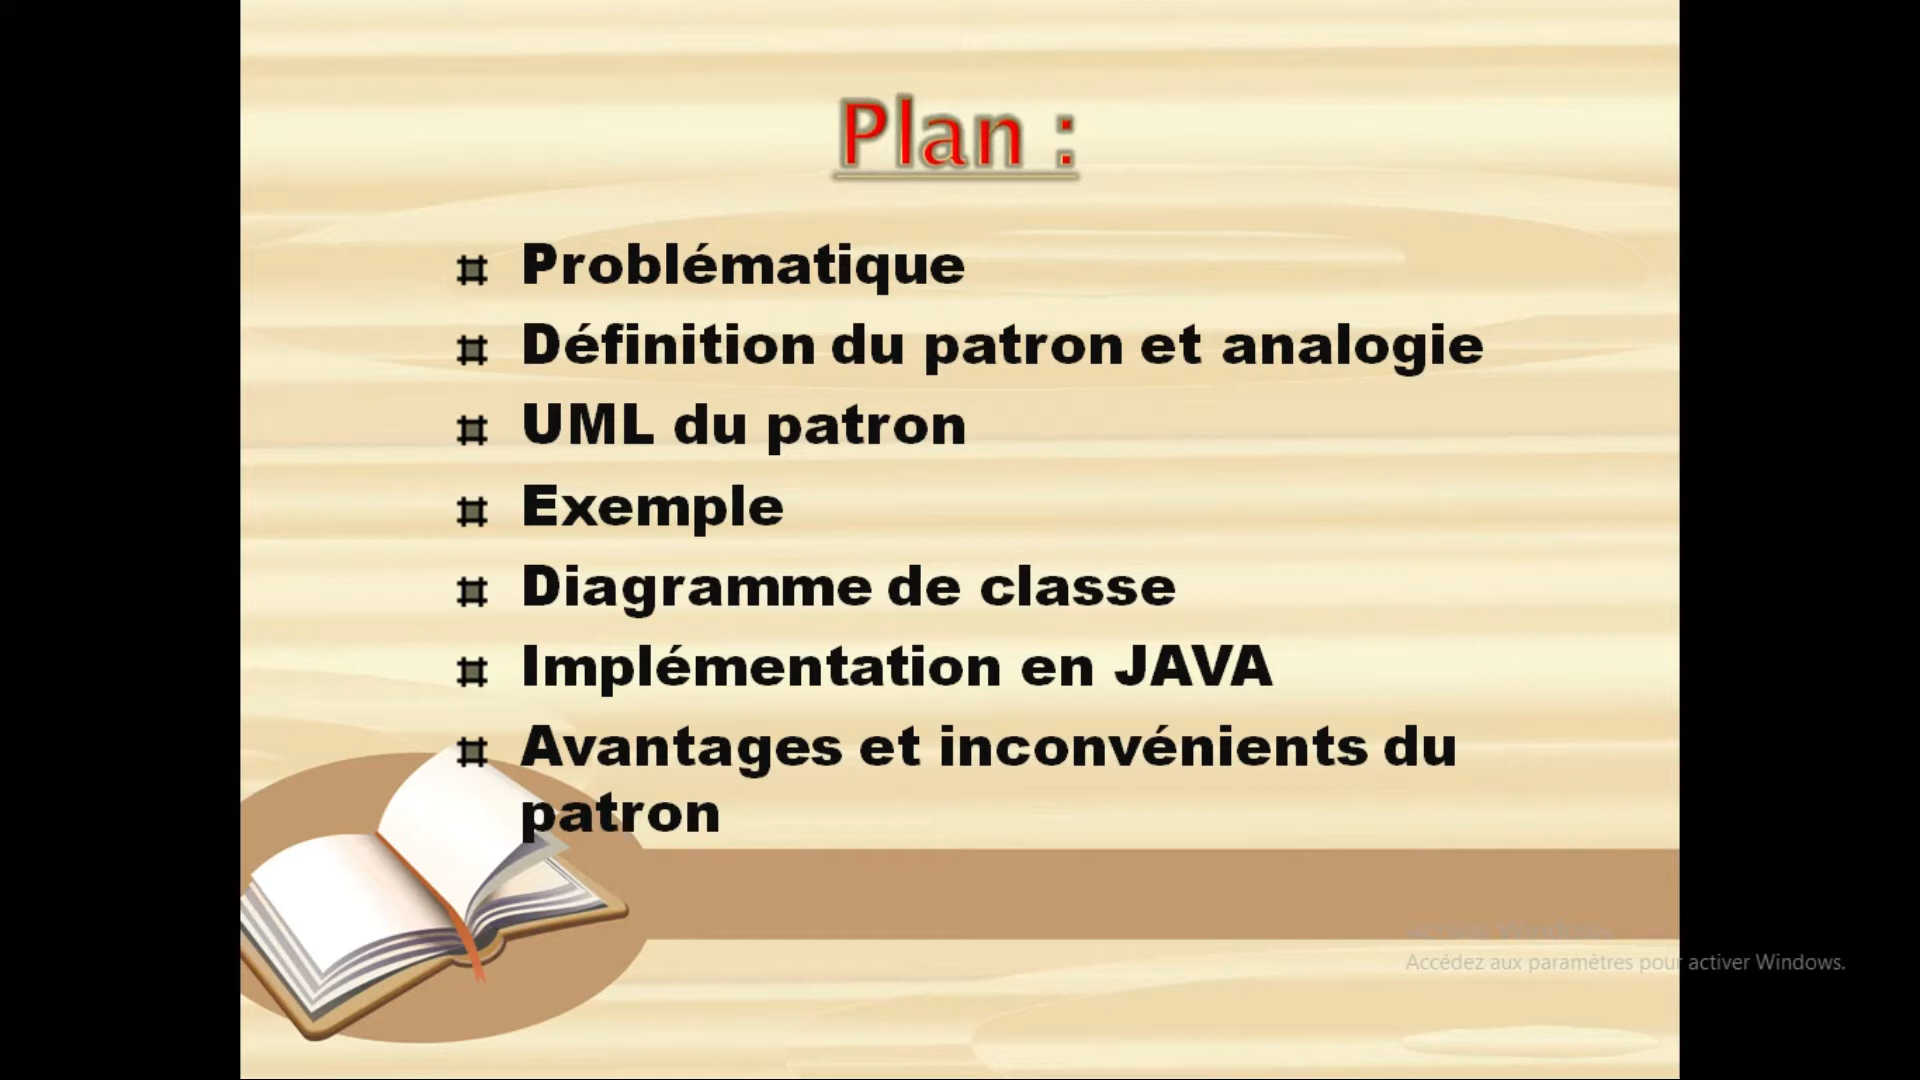 Plan :
Problématique
Définition du patron et analogie
UML du patron
Exemple
Diagramme de classe
Implémentation en JAVA
Avantages et inconvénients du
patron
Accédez aux paramètres pour activer Windows.